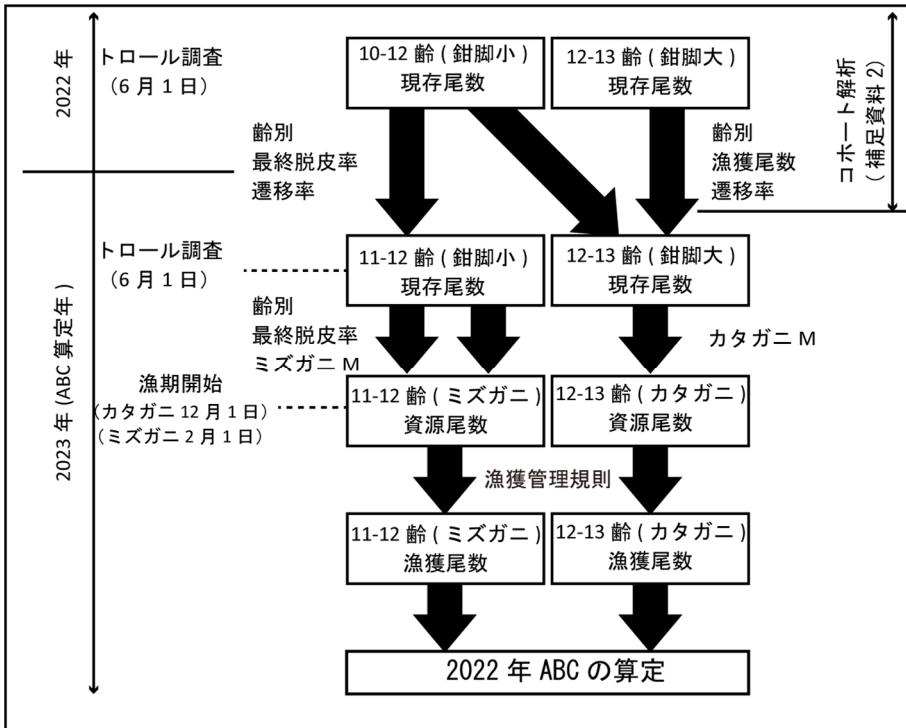 2022 年
トロール調査
（6 月 1 日）
10-12 齢 ( 鉗脚小 )
現存尾数
12-13 齢 ( 鉗脚大 )
現存尾数
コホート解析
( 補足資料 2 )
齢別
最終脱皮率
遷移率
齢別
漁獲尾数
遷移率
2023 年 (ABC 算定年 )
トロール調査
（6 月 1 日）
11-12 齢 ( 鉗脚小 )
現存尾数
12-13 齢 ( 鉗脚大 )
現存尾数
齢別
最終脱皮率
ミズガニ M
カタガニ M
漁期開始
（カタガニ 12 月 1 日）
（ミズガニ 2 月 1 日）
11-12 齢 ( ミズガニ )
資源尾数
12-13 齢 ( カタガニ )
資源尾数
漁獲管理規則
11-12 齢 ( ミズガニ )
漁獲尾数
12-13 齢 ( カタガニ )
漁獲尾数
2022 年 ABC の算定